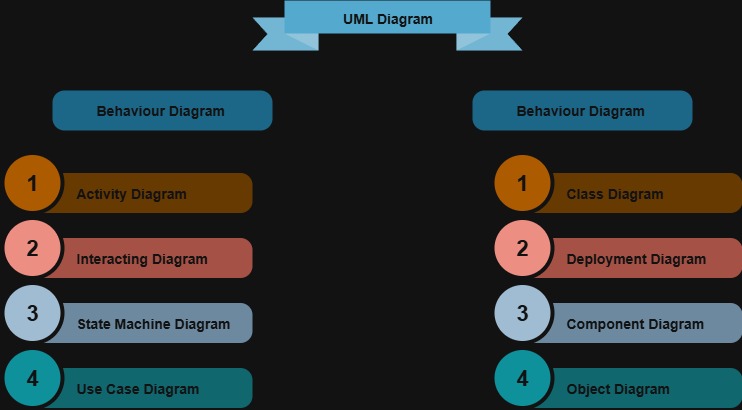 UML Diagram
Behaviour Diagram
1
Activity Diagram
2
Interacting Diagram
3
State Machine Diagram
4
Use Case Diagram
Behaviour Diagram
1
Class Diagram
2
Deployment Diagram
3
Component Diagram
4
Object Diagram